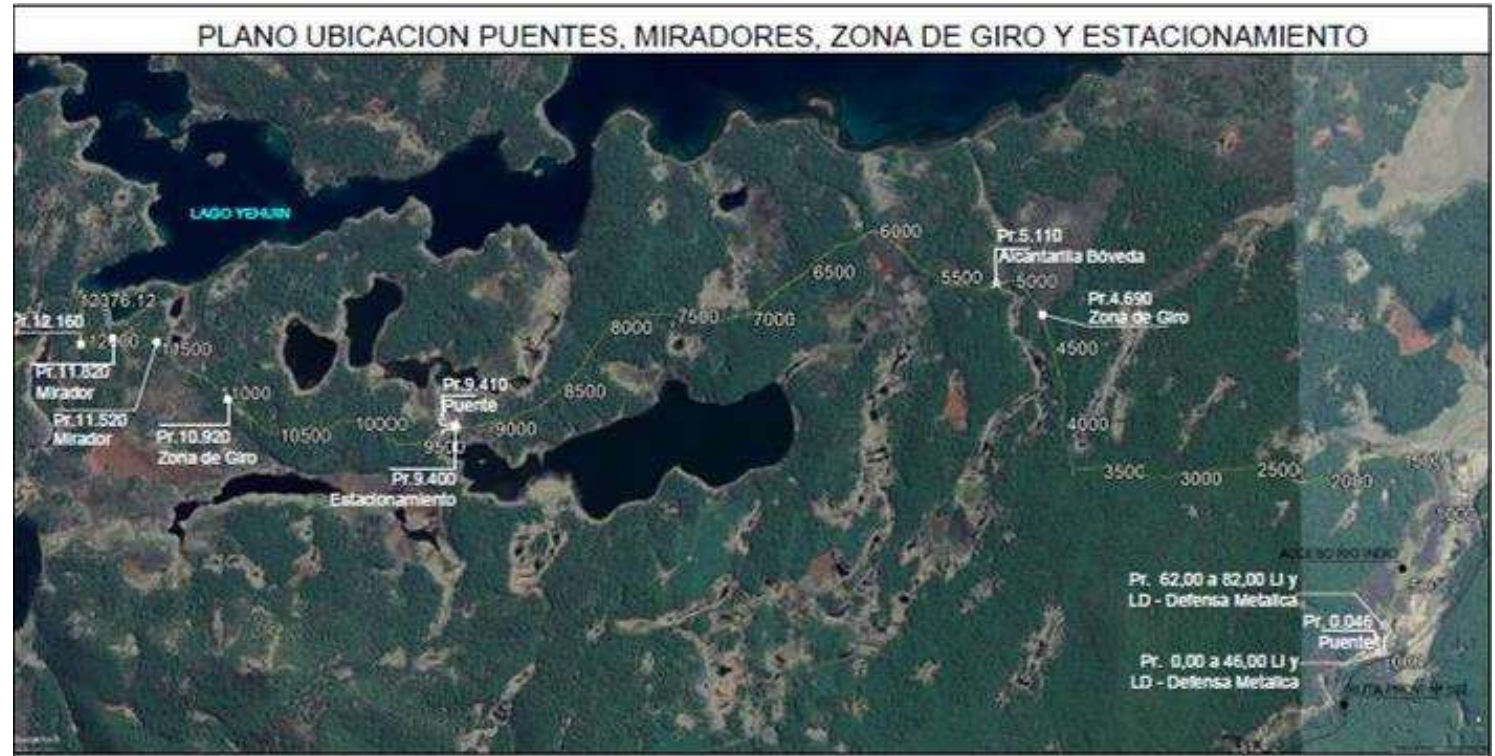 PLANO UBICACION PUENTES, MIRADORES, ZONA DE GIRO Y ESTACIONAMIENTO
LAGO YEHUIN
6000
Pr.5.110
Alcantarilla Bóveda
6500
5500
5000
12376.12
Pr.4.690
Zona de Giro
Pr.12.160
8000
7500
7000
11500
4500
Pr.11.820
Mirador
11000
Pr.9.410
Puente
8500
Pr.11.520
Mirador
Pr.10.920
Zona de Giro
10500
10000
9500
9000
4000
Pr.9.400
Estacionamiento
3500
3000
2500
2000
ACCESO RIO INDIO
Pr. 62,00 a 82,00 LI y
LD - Defensa Metalica
Pr. 0.046
Puente
Pr. 0,00 a 46,00 LI y
LD - Defensa Metalica